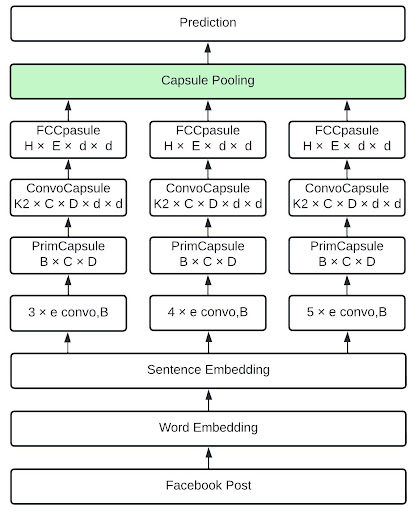 Prediction
Capsule Pooling
FCCpasule FCCpasule FCCpasule
H × E × d × d H × E × d × d H × E × d × d
ConvoCapsule ConvoCapsule ConvoCapsule
K2 × C × D × d × d K2 × C × D × d × d K2 × C × D × d × d
PrimCapsule PrimCapsule PrimCapsule
B × C × D B × C × D B × C × D
3 × e convo,B 4 × e convo,B 5 × e convo,B
Sentence Embedding
Word Embedding
Facebook Post